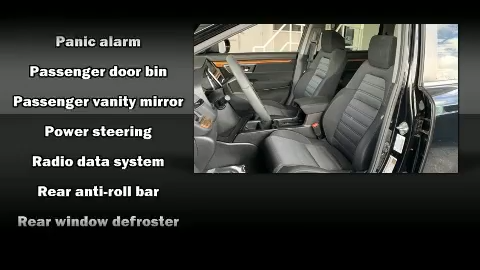 Panic alarm
Passenger door bin
Passenger vanity mirror
Power steering
Radio data system
Rear anti-roll bar
Rear window defroster